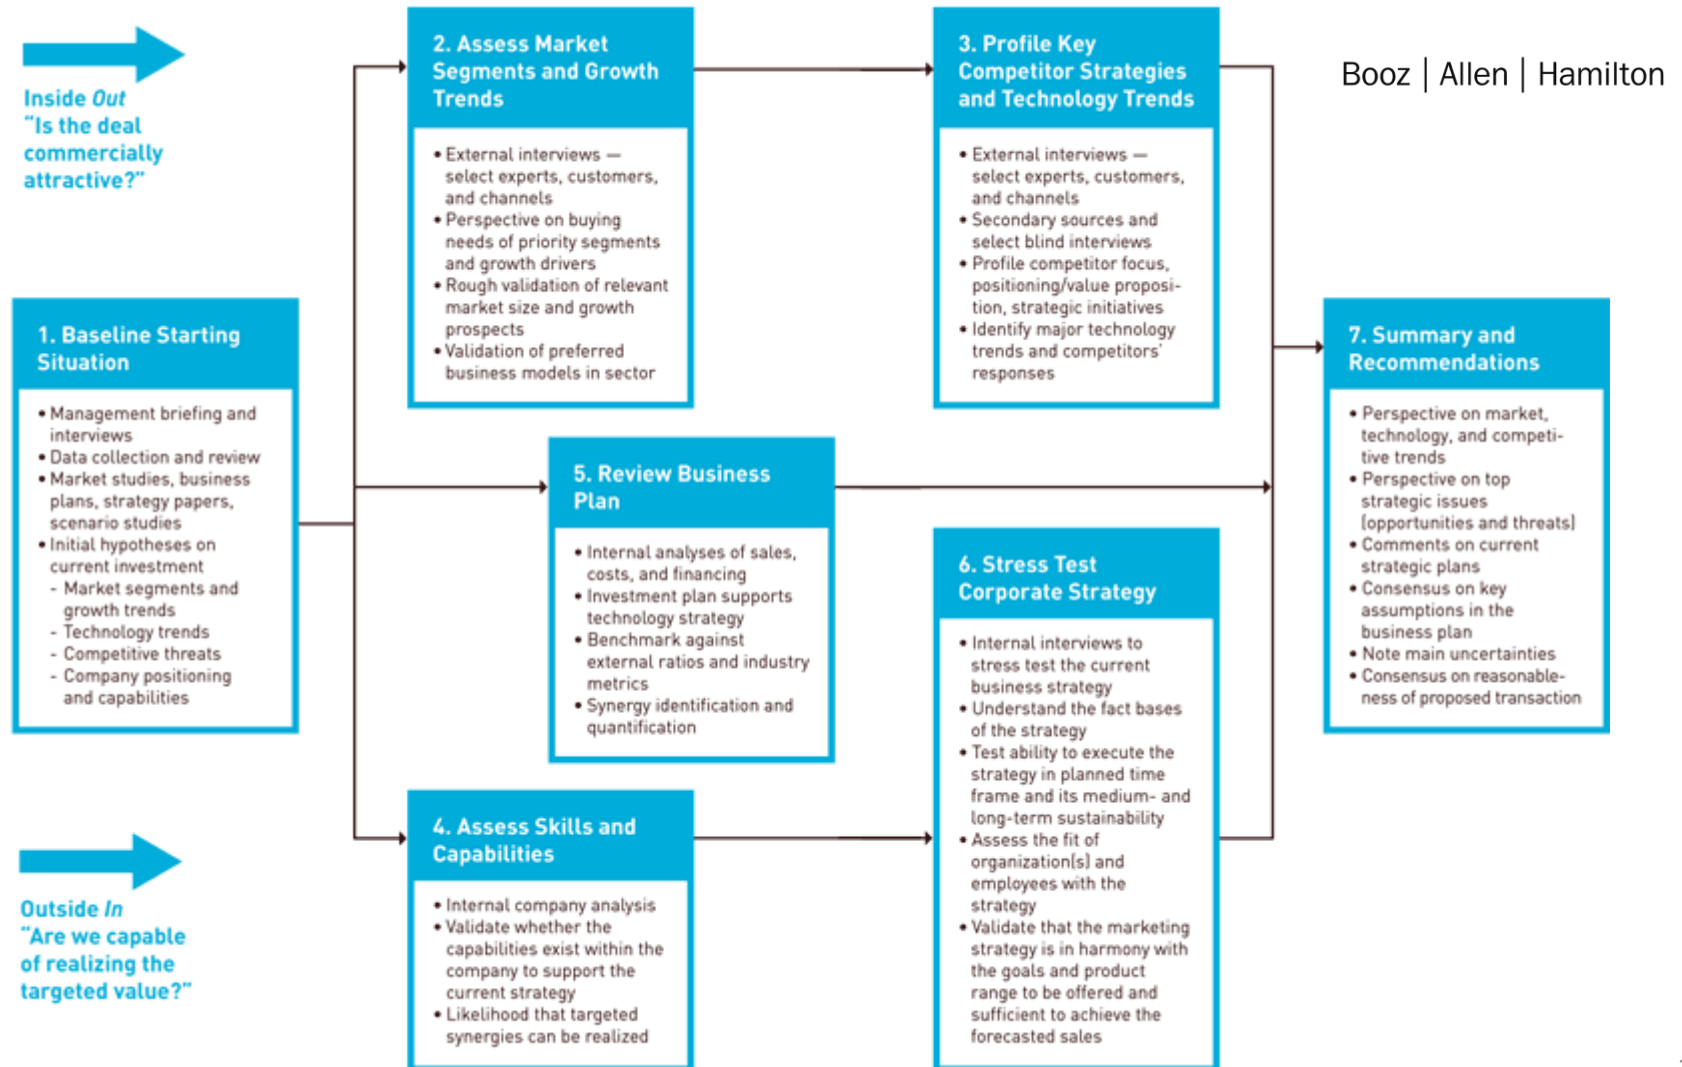 Inside Out
“Is the deal
commercially
attractive?”
Booz | Allen | Hamilton
1. Baseline Starting
Situation
• Management briefing and
interviews
• Data collection and review
• Market studies, business
plans, strategy papers,
scenario studies
• Initial hypotheses on
current investment
- Market segments and
growth trends
- Technology trends
- Competitive threats
- Company positioning
and capabilities
2. Assess Market
Segments and Growth
Trends
• External interviews —
select experts, customers,
and channels
• Perspective on buying
needs of priority segments
and growth drivers
• Rough validation of relevant
market size and growth
prospects
• Validation of preferred
business models in sector
3. Profile Key
Competitor Strategies
and Technology Trends
• External interviews —
select experts, customers,
and channels
• Secondary sources and
select blind interviews
• Profile competitor focus,
positioning/value proposi-
tion, strategic initiatives
• Identify major technology
trends and competitors’
responses
Outside In
“Are we capable
of realizing the
targeted value?”
4. Assess Skills and
Capabilities
• Internal company analysis
• Validate whether the
capabilities exist within the
company to support the
current strategy
• Likelihood that targeted
synergies can be realized
5. Review Business
Plan
• Internal analyses of sales,
costs, and financing
• Investment plan supports
technology strategy
• Benchmark against
external ratios and industry
metrics
• Synergy identification and
quantification
6. Stress Test
Corporate Strategy
• Internal interviews to
stress test the current
business strategy
• Understand the fact bases
of the strategy
• Test ability to execute the
strategy in planned time
frame and its medium- and
long-term sustainability
• Assess the fit of
organization(s) and
employees with the
strategy
• Validate that the marketing
strategy is in harmony with
the goals and product
range to be offered and
sufficient to achieve the
forecasted sales
7. Summary and
Recommendations
• Perspective on market,
technology, and competi-
tive trends
• Perspective on top
strategic issues
(opportunities and threats)
• Comments on current
strategic plans
• Consensus on key
assumptions in the
business plan
• Note main uncertainties
• Consensus on reasonable-
ness of proposed transaction